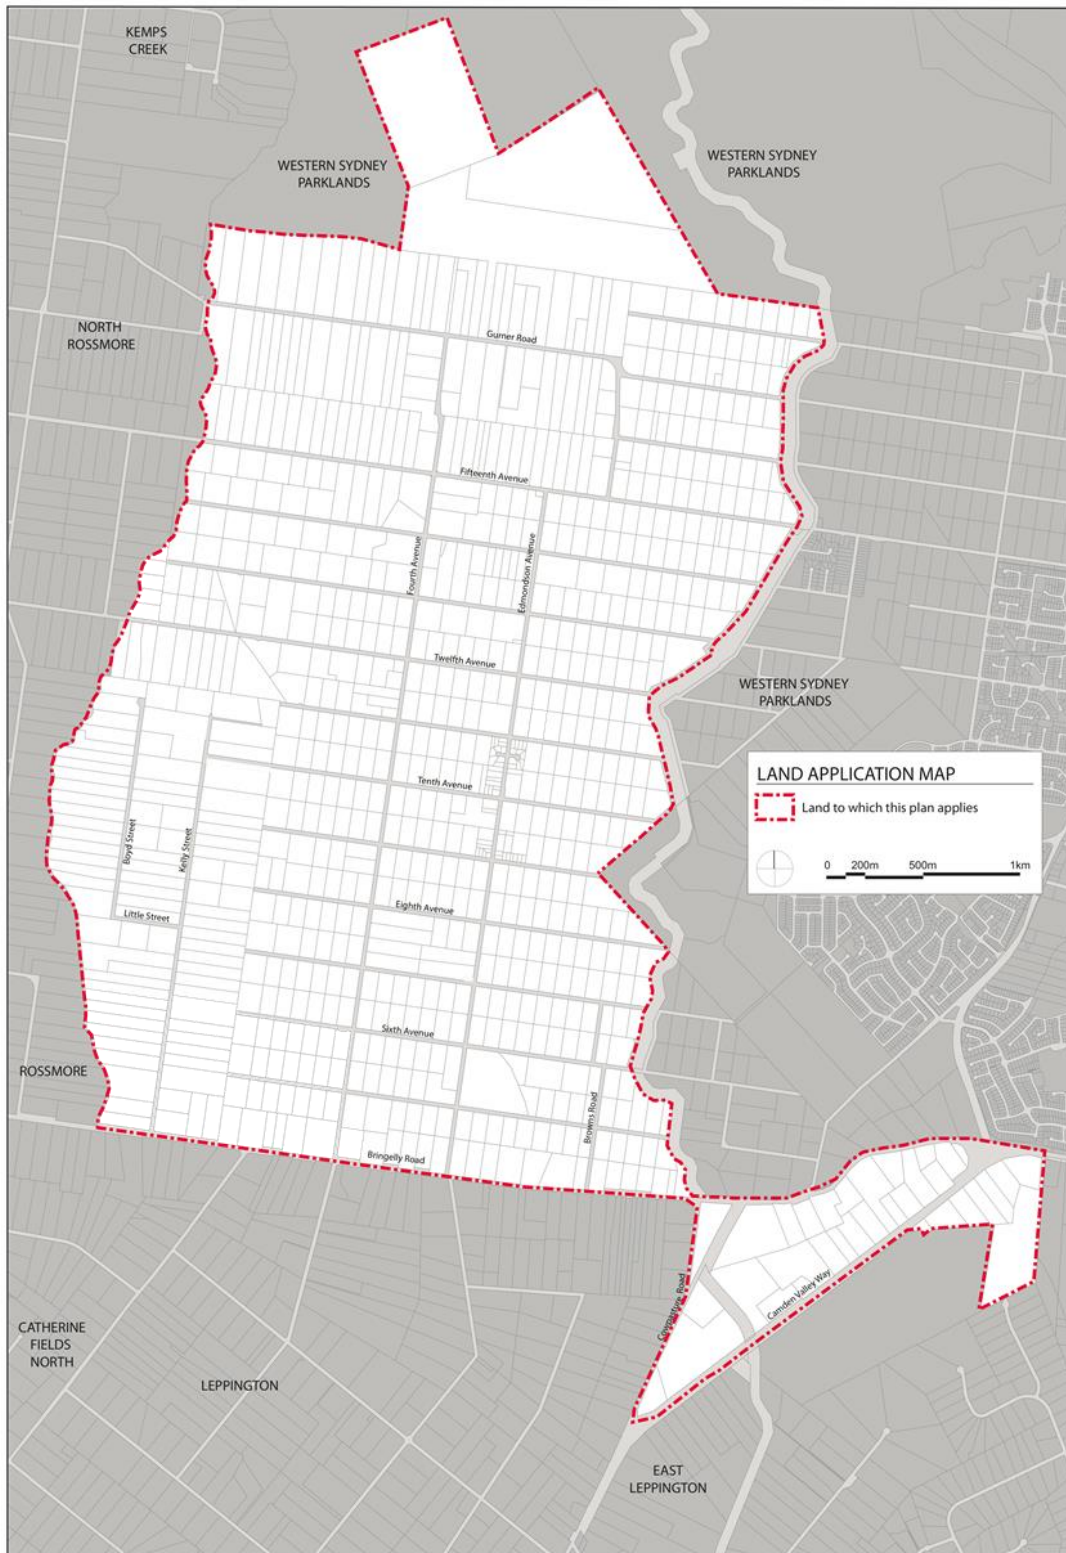 KEMPS
CREEK
WESTERN SYDNEY
PARKLANDS
WESTERN SYDNEY
PARKLANDS
NORTH
ROSSMORE
Gurner Road
Fifteenth Avenue
Fourth Avenue
Edmondson Avenue
Twelfth Avenue
WESTERN SYDNEY
PARKLANDS
LAND APPLICATION MAP
Land to which this plan applies
0 200m 500m 1km
Tenth Avenue
Boyd Street
Kelly Street
Eighth Avenue
Little Street
Sixth Avenue
ROSSMORE
Browns Road
Bringelly Road
Cowpasture Road
Camden Valley Way
CATHERINE
FIELDS
NORTH
LEPPINGTON
EAST
LEPPINGTON